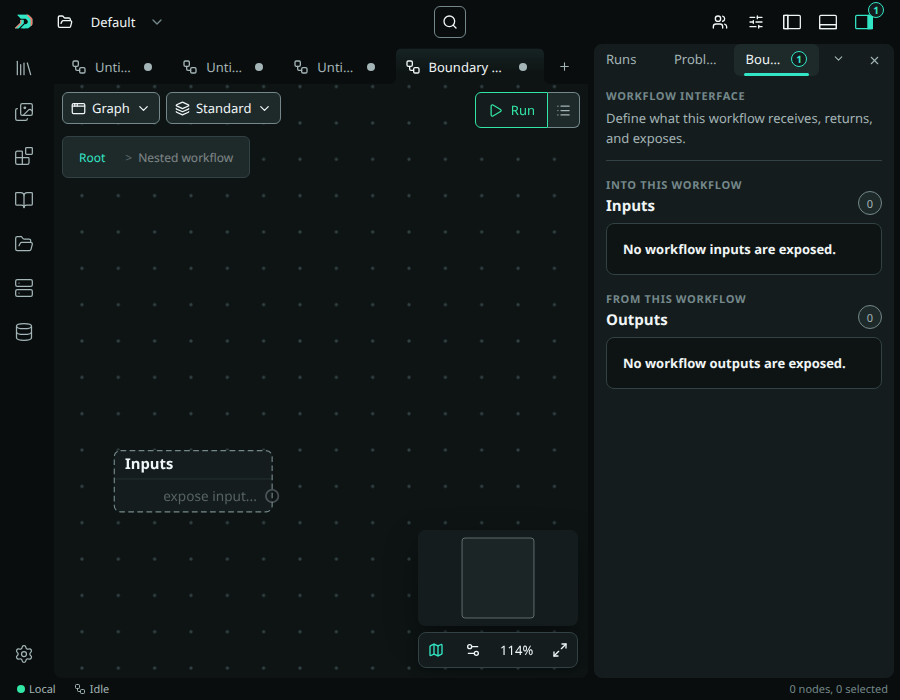 Default
1
Unti...
Unti...
Unti...
Boundary ...
Graph
Standard
Run
Root > Nested workflow
Inputs
expose input...
114%
Runs
Probl...
Bou... 1
WORKFLOW INTERFACE
Define what this workflow receives, returns,
and exposes.
INTO THIS WORKFLOW
Inputs
0
No workflow inputs are exposed.
FROM THIS WORKFLOW
Outputs
0
No workflow outputs are exposed.
Local
Idle
0 nodes, 0 selected